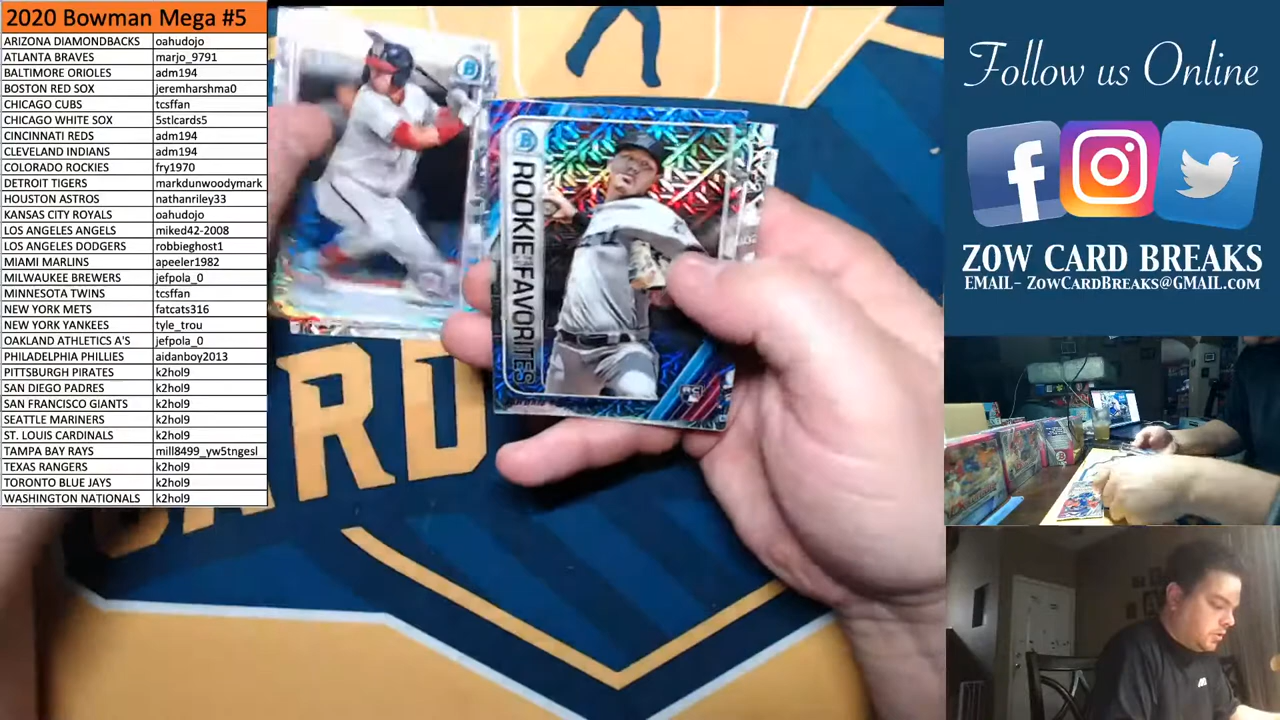 2020 Bowman Mega #5
ARIZONA DIAMONDBACKS oahudojo
ATLANTA BRAVES marjo_9791
BALTIMORE ORIOLES adm194
BOSTON RED SOX jeremharshma0
CHICAGO CUBS tcsffan
CHICAGO WHITE SOX 5stlcards5
CINCINNATI REDS adm194
CLEVELAND INDIANS adm194
COLORADO ROCKIES fry1970
DETROIT TIGERS markdunwoodymark
HOUSTON ASTROS nathanriley33
KANSAS CITY ROYALS oahudojo
LOS ANGELES ANGELS miked42-2008
LOS ANGELES DODGERS robbieghost1
MIAMI MARLINS apeeler1982
MILWAUKEE BREWERS jefpola_0
MINNESOTA TWINS tcsffan
NEW YORK METS fatcats316
NEW YORK YANKEES tyle_trou
OAKLAND ATHLETICS A'S jefpola_0
PHILADELPHIA PHILLIES aidanboy2013
PITTSBURGH PIRATES k2hol9
SAN DIEGO PADRES k2hol9
SAN FRANCISCO GIANTS k2hol9
SEATTLE MARINERS k2hol9
ST. LOUIS CARDINALS k2hol9
TAMPA BAY RAYS mill8499_yw5tngesl
TEXAS RANGERS k2hol9
TORONTO BLUE JAYS k2hol9
WASHINGTON NATIONALS k2hol9
ROOKIE FAVORITES
RC
CARD
Follow us Online
ZOW CARD BREAKS
EMAIL- ZOWCARDBREAKS@GMAIL.COM